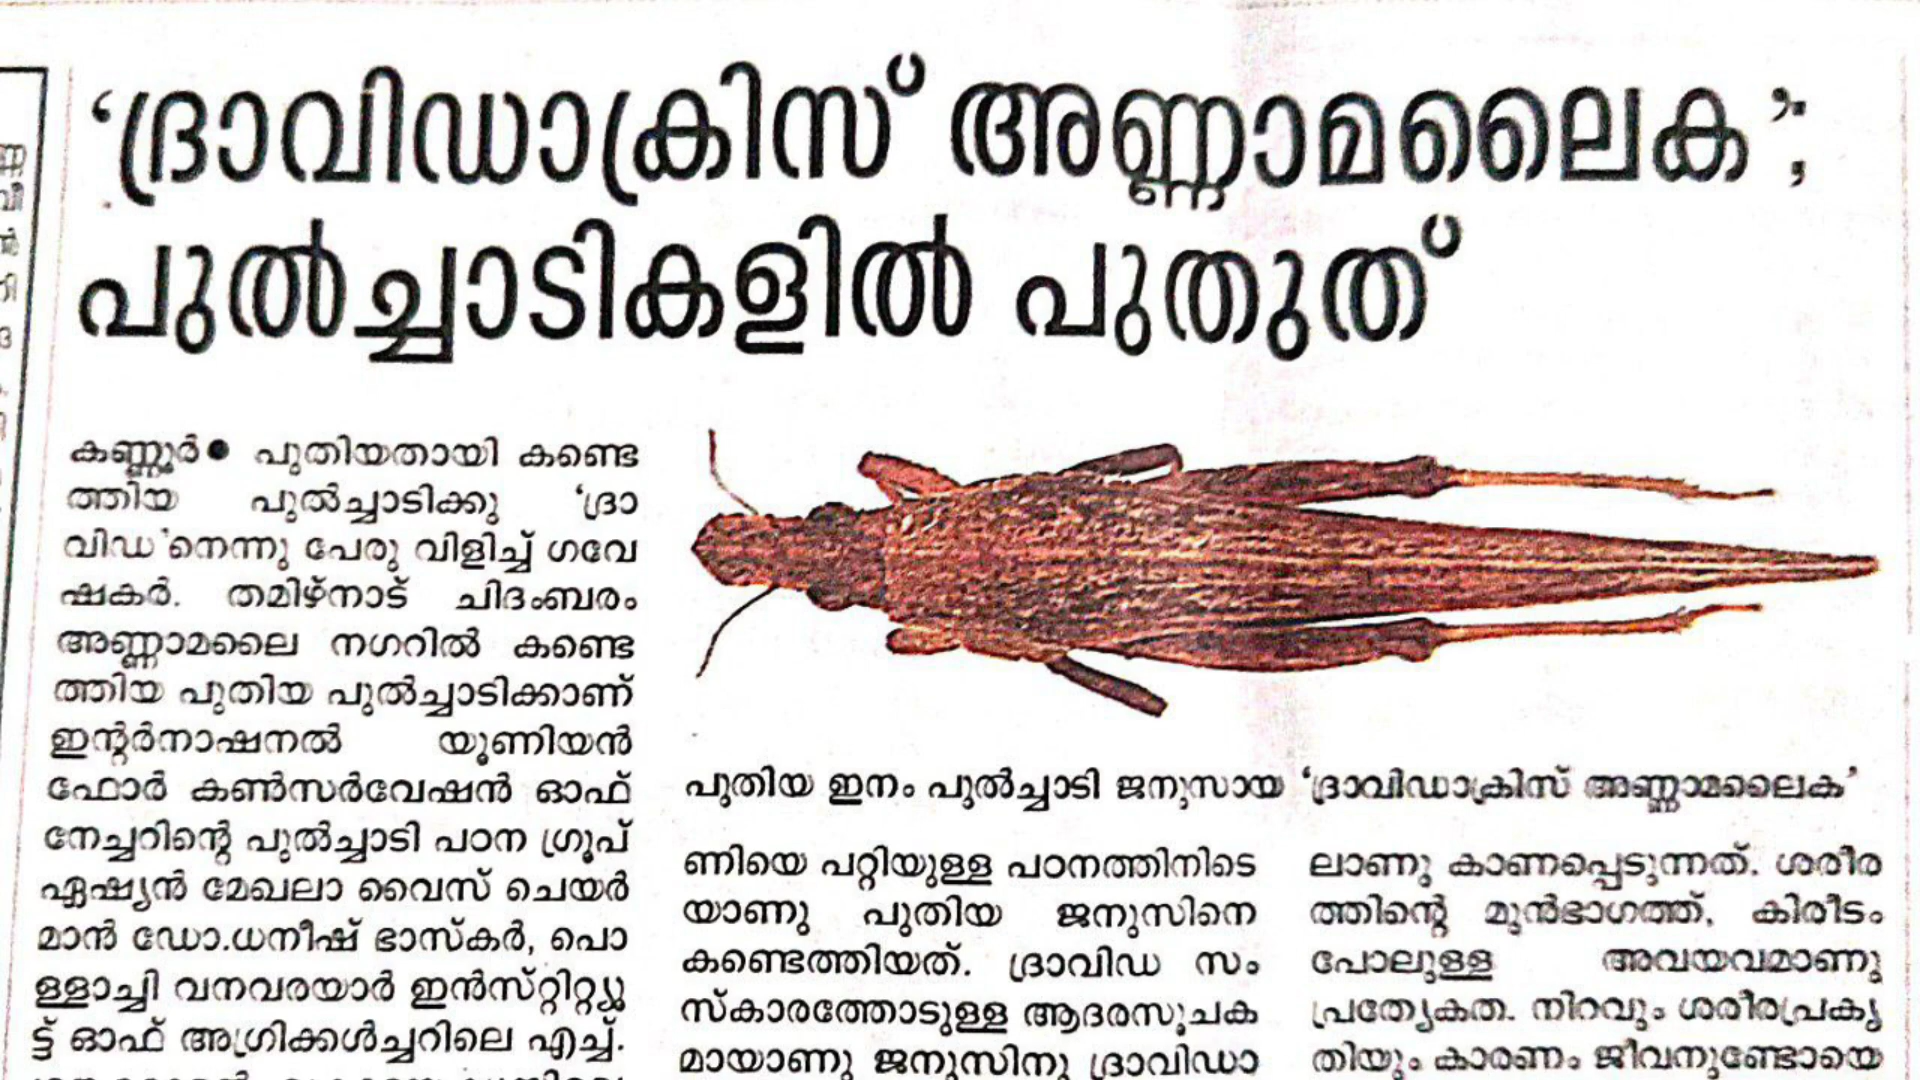 ‘ദ്രാവിഡാക്രിസ് അണ്ണാമലൈക’;
പുൽച്ചാടികളിൽ പുതുത്
കണ്ണൂർ● പുതിയതായി കണ്ടെ
ത്തിയ പുൽച്ചാടിക്കു ‘ദ്രാ
വിഡ’നെന്നു പേരു വിളിച്ച് ഗവേ
ഷകർ. തമിഴ്നാട് ചിദംബരം
അണ്ണാമലൈ നഗറിൽ കണ്ടെ
ത്തിയ പുതിയ പുൽച്ചാടിക്കാണ്
ഇന്റർനാഷനൽ യൂണിയൻ
ഫോർ കൺസർവേഷൻ ഓഫ്
നേച്ചറിന്റെ പുൽച്ചാടി പഠന ഗ്രൂപ്
ഏഷ്യൻ മേഖലാ വൈസ് ചെയർ
മാൻ ഡോ.ധനീഷ് ഭാസ്കർ, പൊ
ള്ളാച്ചി വനവരയാർ ഇൻസ്റ്റിറ്റ്യൂ
ട്ട് ഓഫ് അഗ്രിക്കൾച്ചറിലെ എച്ച്.
പുതിയ ഇനം പുൽച്ചാടി ജനുസായ ‘ദ്രാവിഡാക്രിസ് അണ്ണാമലൈക’
ണിയെ പറ്റിയുള്ള പഠനത്തിനിടെ
യാണു പുതിയ ജനുസിനെ
കണ്ടെത്തിയത്. ദ്രാവിഡ സം
സ്കാരത്തോടുള്ള ആദരസൂചക
മായാണു ജനുസിനു ദ്രാവിഡാ
ലാണു കാണപ്പെടുന്നത്. ശരീര
ത്തിന്റെ മുൻഭാഗത്ത്, കിരീടം
പോലുള്ള അവയവമാണു
പ്രത്യേകത. നിറവും ശരീരപ്രകൃ
തിയും കാരണം ജീവനുണ്ടോയെ